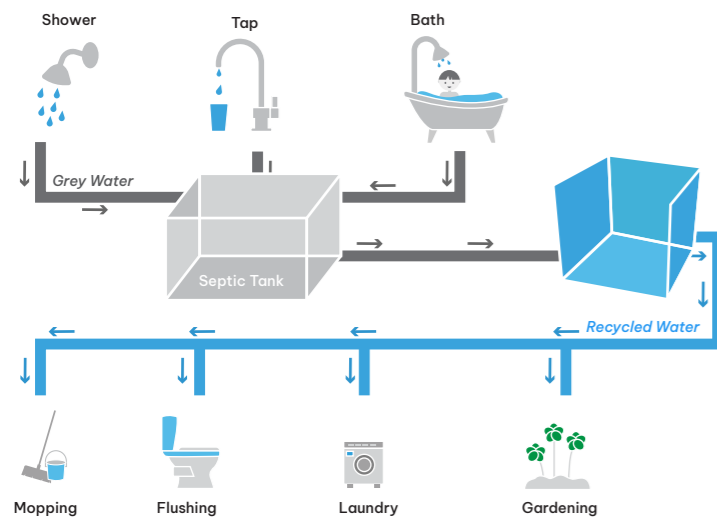 Shower
Tap
Bath
Grey Water
Septic Tank
Recycled Water
Mopping
Flushing
Laundry
Gardening